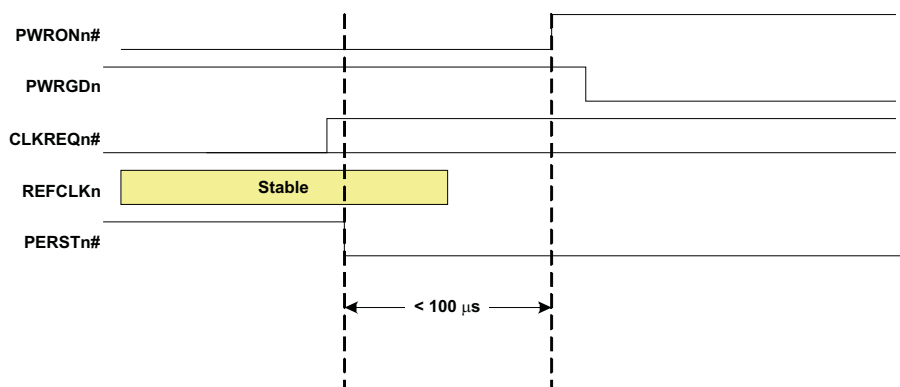 PWRONn#
PWRGDn
CLKREQn#
REFCLKn
Stable
PERSTn#
< 100 μs